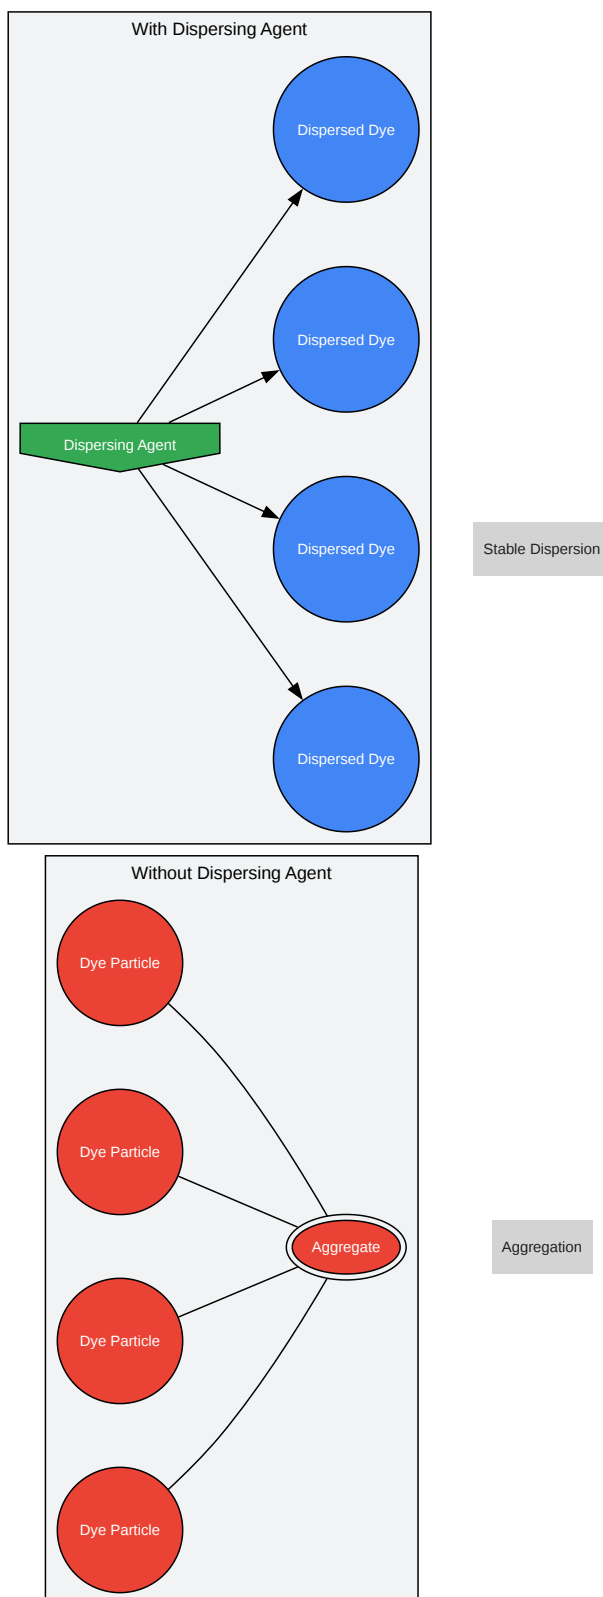 With Dispersing Agent
Dispersed Dye
Dispersed Dye
Dispersing Agent
Dispersed Dye
Stable Dispersion
Dispersed Dye
Without Dispersing Agent
Dye Particle
Dye Particle
Aggregate
Aggregation
Dye Particle
Dye Particle